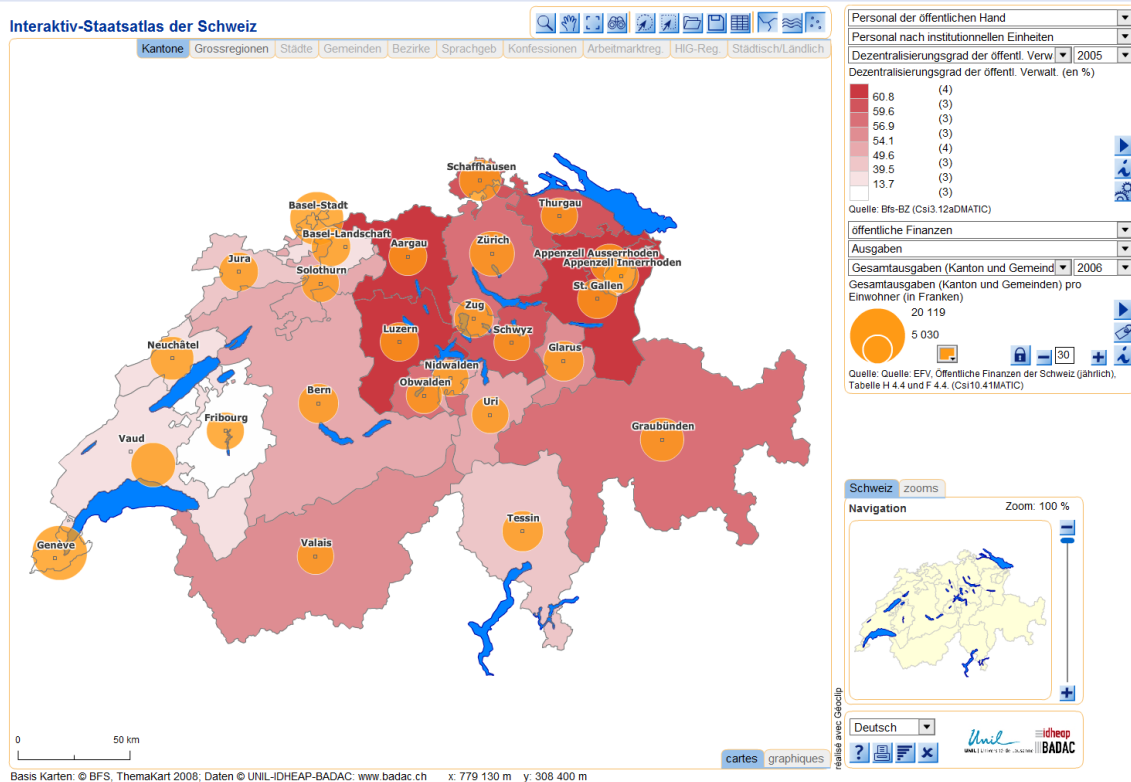 Interaktiv-Staatsatlas der Schweiz
Kantone Grossregionen Städte Gemeinden Bezirke Sprachgeb Konfessionen Arbeitmarktreg. HIG-Reg. Städtisch/Ländlich
Schaffhausen
Basel-Stadt
Thurgau
Basel-Landschaft
Aargau
Zürich
Appenzell Ausserrhoden
Jura
Appenzell Innerrhoden
Solothurn
St. Gallen
Zug
Luzern
Schwyz
Neuchâtel
Glarus
Nidwalden
Obwalden
Bern
Uri
Fribourg
Graubünden
Vaud
Tessin
Genève
Valais
0 50 km
cartes graphiques
Basis Karten: © BFS, ThemaKart 2008; Daten © UNIL-IDHEAP-BADAC: www.badac.ch x: 779 130 m y: 308 400 m
réalisé avec Géoclip
Personal der öffentlichen Hand
Personal nach institutionnellen Einheiten
Dezentralisierungsgrad der öffentl. Verw 2005
Dezentralisierungsgrad der öffentl. Verwalt. (en %)
(4)
60.8
(3)
59.6
(3)
56.9
(3)
54.1
(4)
49.6
(3)
39.5
(3)
13.7
(3)
Quelle: Bfs-BZ (Csi3.12aDMATIC)
öffentliche Finanzen
Ausgaben
Gesamtausgaben (Kanton und Gemeind 2006
Gesamtausgaben (Kanton und Gemeinden) pro
Einwohner (in Franken)
20 119
5 030
30
Quelle: Quelle: EFV, Öffentliche Finanzen der Schweiz (jährlich),
Tabelle H 4.4 und F 4.4. (Csi10.41MATIC)
Schweiz zooms
Navigation Zoom: 100 %
Deutsch
Unil
UNIL | Université de Lausanne
idheap
BADAC